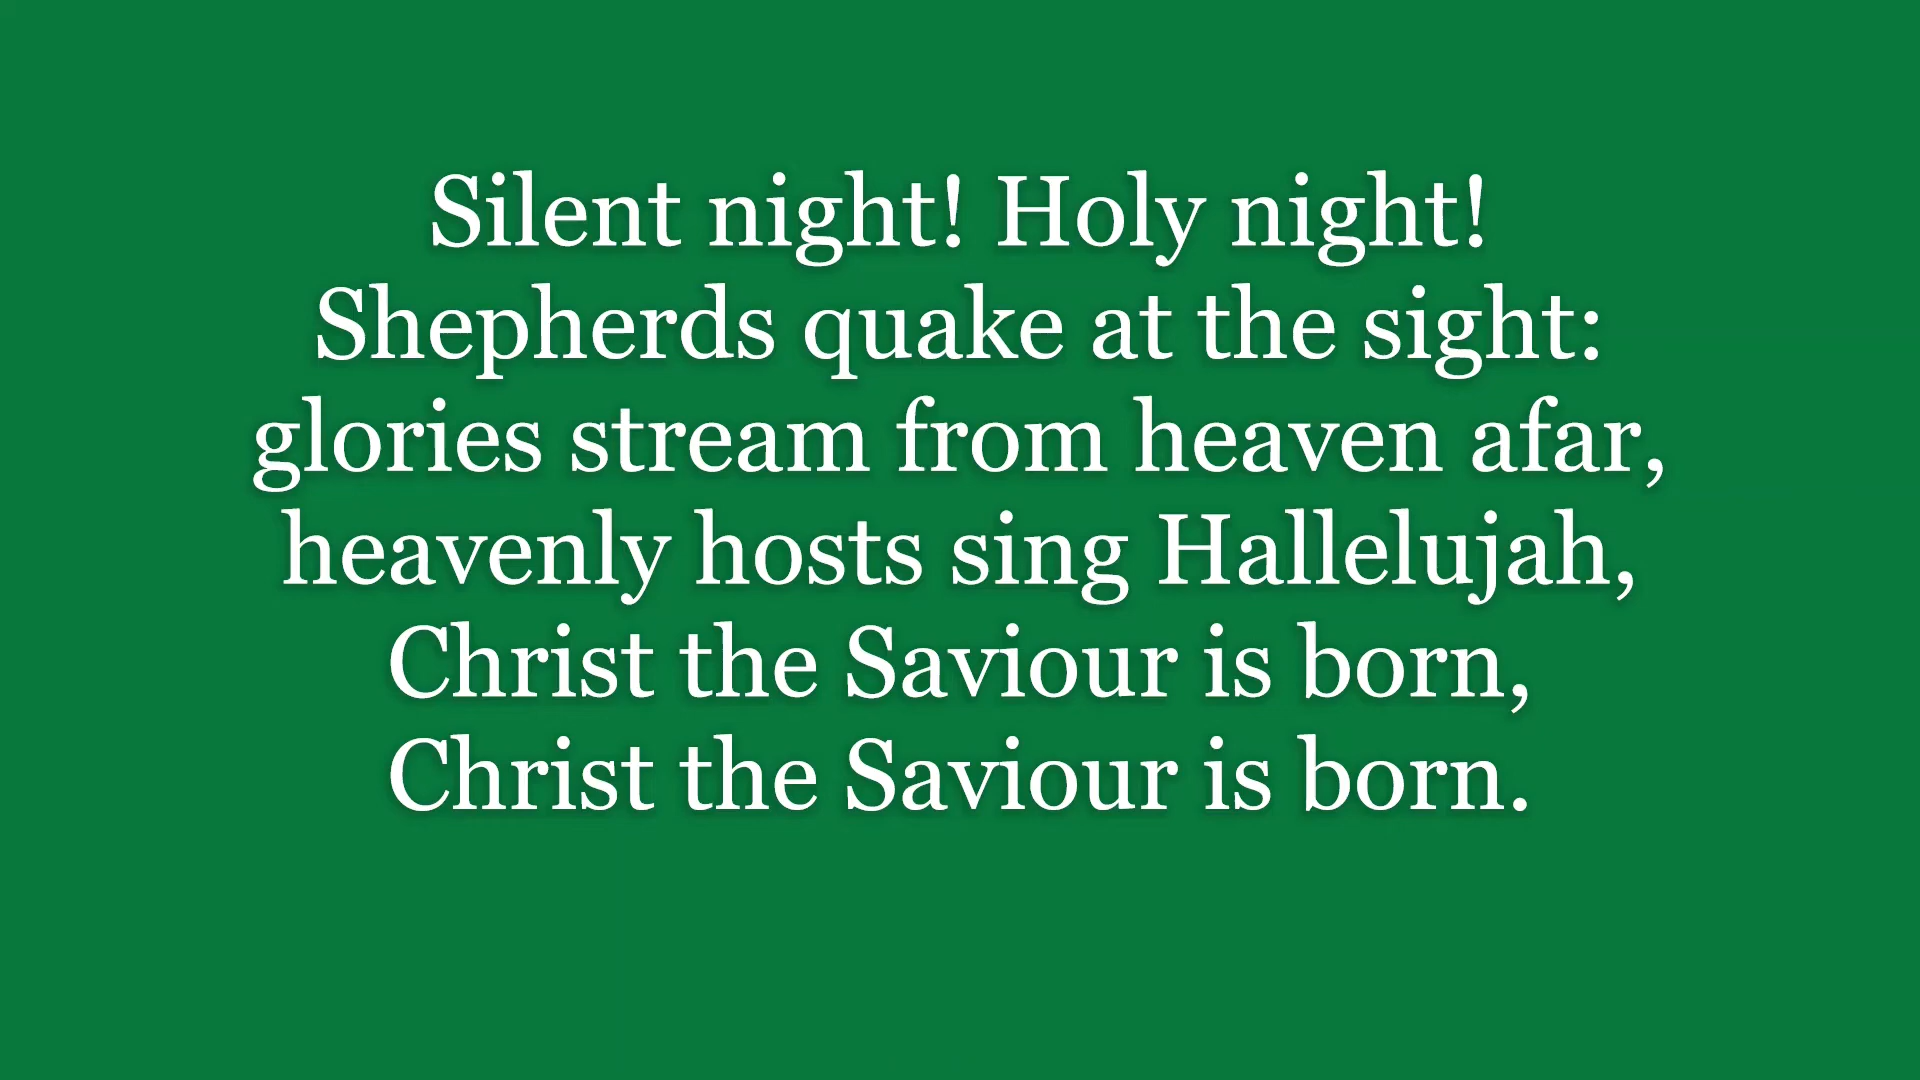 Silent night! Holy night!
Shepherds quake at the sight:
glories stream from heaven afar,
heavenly hosts sing Hallelujah,
Christ the Saviour is born,
Christ the Saviour is born.